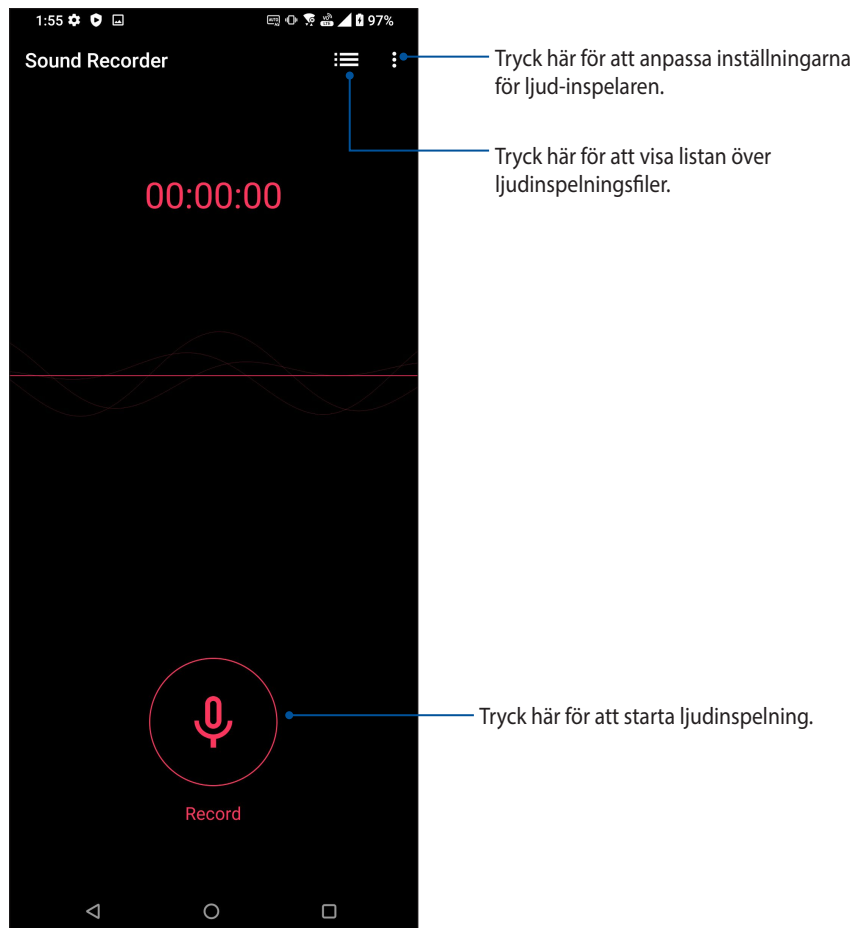 1:55 97%
Sound Recorder
Tryck här för att anpassa inställningarna
för ljud-inspelaren.
Tryck här för att visa listan över
ljudinspelningsfiler.
00:00:00
Tryck här för att starta ljudinspelning.
Record